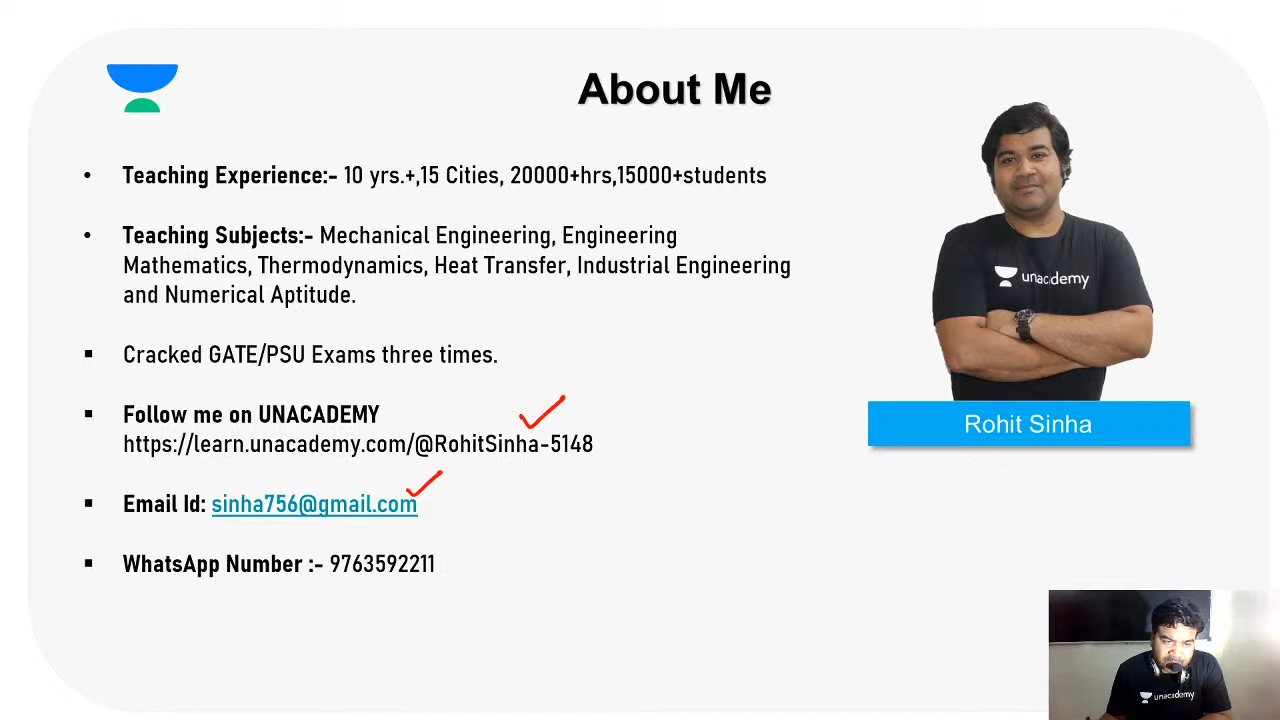 About Me
• Teaching Experience:- 10 yrs.+,15 Cities, 20000+hrs,15000+students
• Teaching Subjects:- Mechanical Engineering, Engineering
Mathematics, Thermodynamics, Heat Transfer, Industrial Engineering
and Numerical Aptitude.
▪ Cracked GATE/PSU Exams three times.
▪ Follow me on UNACADEMY
https://learn.unacademy.com/@RohitSinha-5148
▪ Email Id: sinha756@gmail.com
▪ WhatsApp Number :- 9763592211
unacademy
Rohit Sinha
unacademy